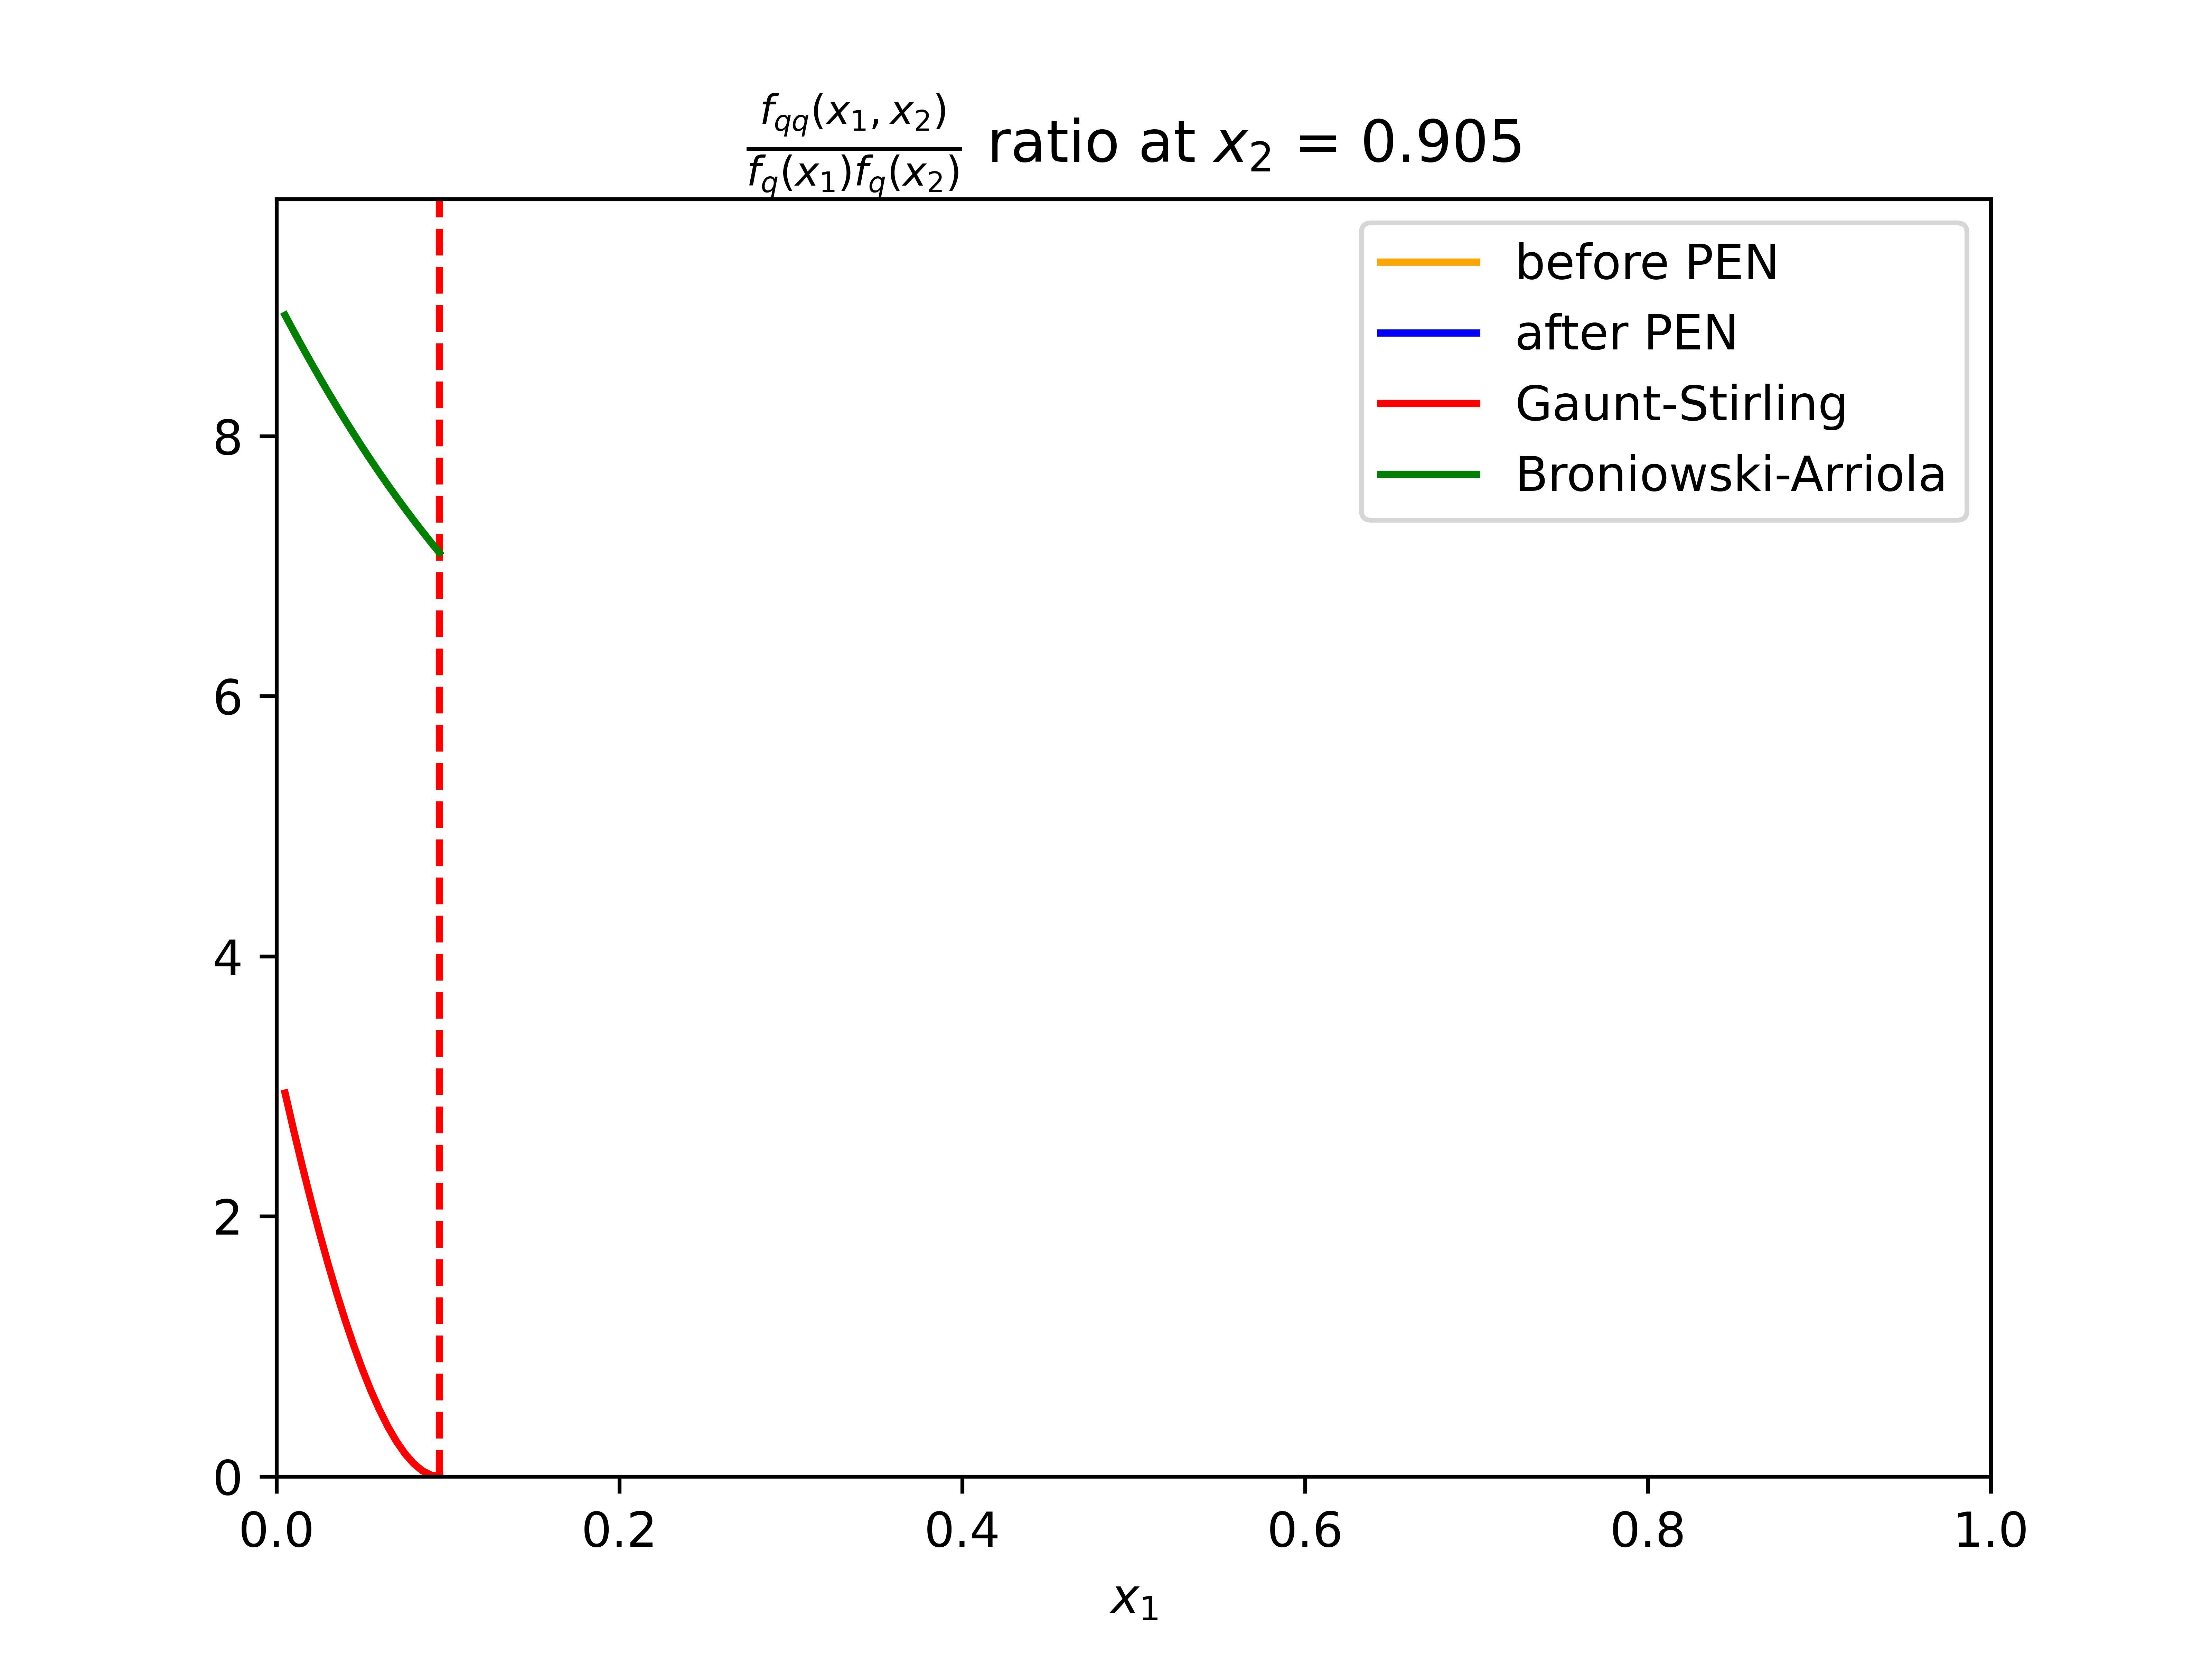 f_qq(x_1, x_2)
f_q(x_1)f_q(x_2) ratio at x_2 = 0.905
before PEN
after PEN
Gaunt-Stirling
Broniowski-Arriola
8
6
4
2
0
0.0 0.2 0.4 0.6 0.8 1.0
x_1